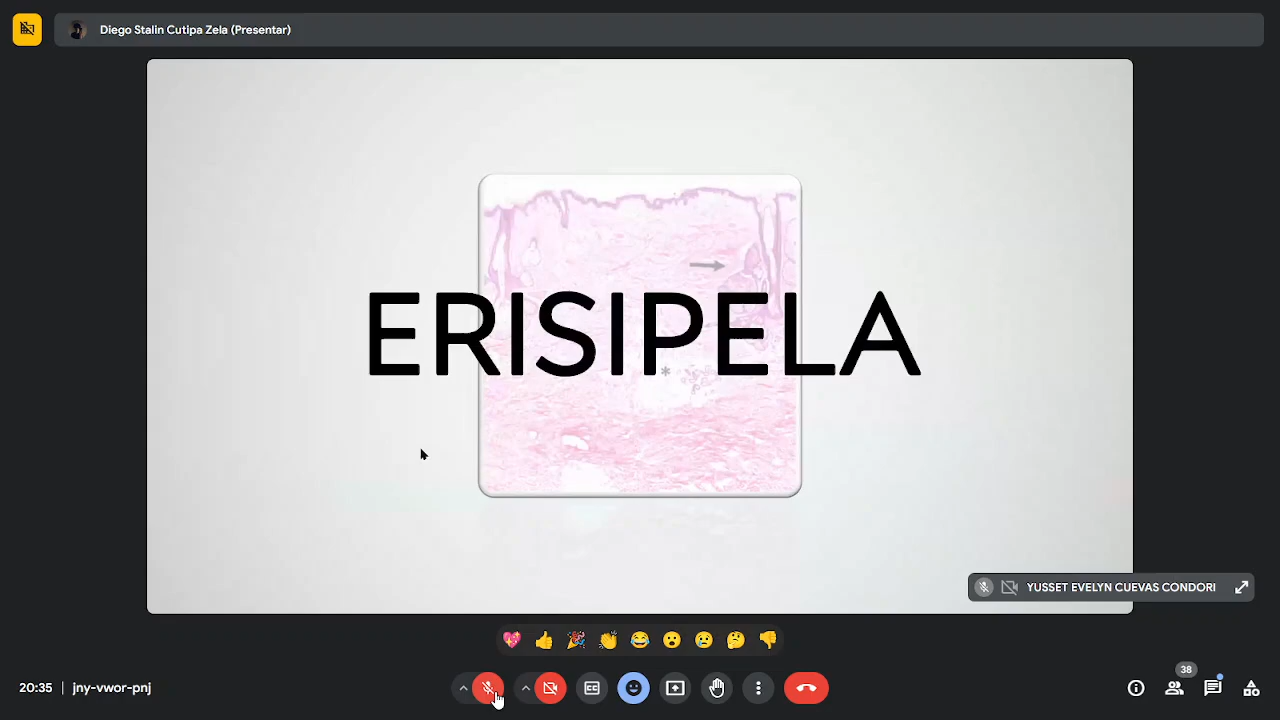 Diego Stalin Cutipa Zela (Presentar)
ERISIPELA
*
YUSSET EVELYN CUEVAS CONDORI
38
20:35 | jny-vwor-pnj